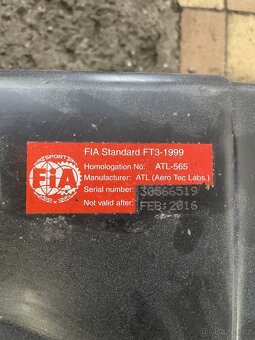 FIA Standard FT3-1999
Homologation No: ATL-565
Manufacturer: ATL (Aero Tec Labs.)
Serial number: 30566519
Not valid after: FEB:2016
SPORT
FIA